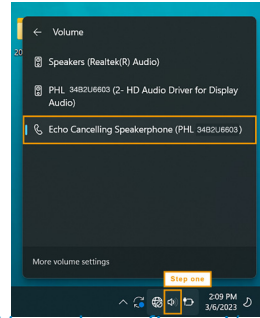 ← Volume
Speakers (Realtek(R) Audio)
PHL 34B2U6603 (2- HD Audio Driver for Display
Audio)
Echo Cancelling Speakerphone (PHL 34B2U6603)
More volume settings
Step one
2:09 PM
3/6/2023